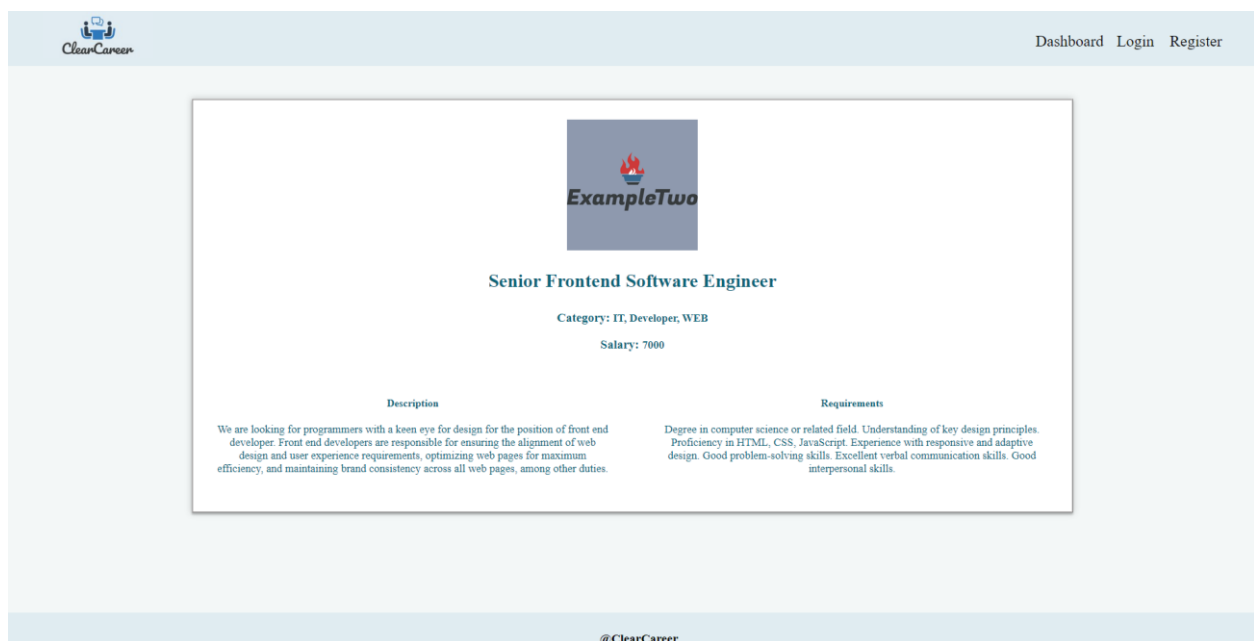 ClearCareer
Dashboard Login Register
ExampleTwo
Senior Frontend Software Engineer
Category: IT, Developer, WEB
Salary: 7000
Description
We are looking for programmers with a keen eye for design for the position of front end
developer. Front end developers are responsible for ensuring the alignment of web
design and user experience requirements, optimizing web pages for maximum
efficiency, and maintaining brand consistency across all web pages, among other duties.
Requirements
Degree in computer science or related field. Understanding of key design principles.
Proficiency in HTML, CSS, JavaScript. Experience with responsive and adaptive
design. Good problem-solving skills. Excellent verbal communication skills. Good
interpersonal skills.
@ClearCareer